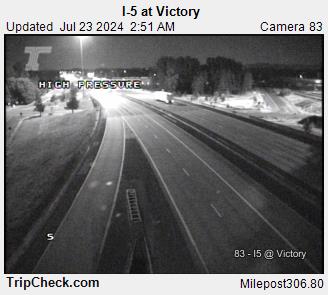 I-5 at Victory
Updated Jul 23 2024 2:51 AM Camera 83
T
HIGH PRESSURE
S
83 - I5 @ Victory
TripCheck.com Milepost306.80